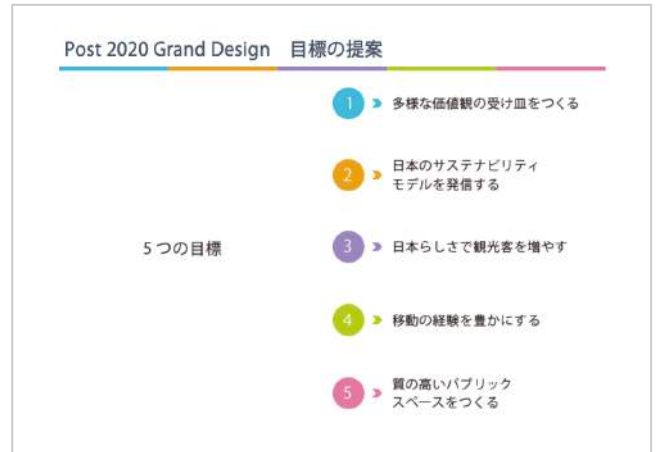 Post 2020 Grand Design 目標の提案
1 多様な価値観の受け皿をつくる
2 日本のサステナビリティ
モデルを発信する
5つの目標
3 日本らしさで観光客を増やす
4 移動の経験を豊かにする
5 質の高いパブリック
スペースをつくる